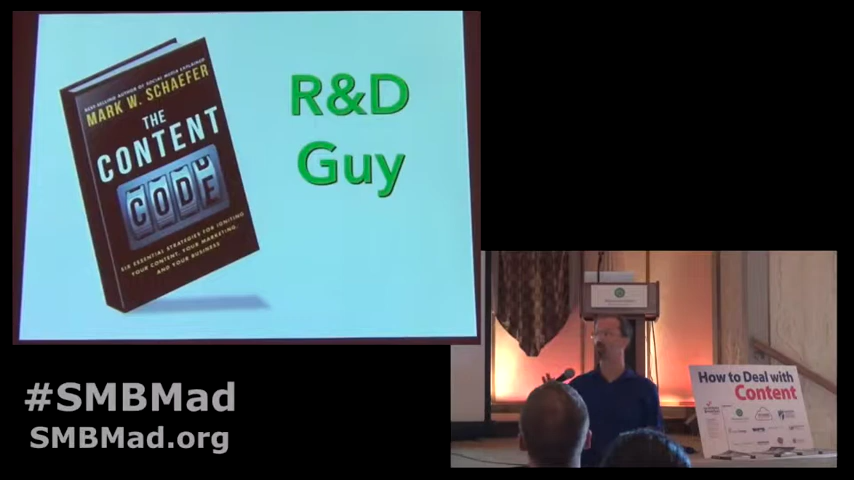 BEST-SELLING AUTHOR OF SOCIAL MEDIA EXPLAINED
MARK W. SCHAEFER
THE
CONTENT
CODE
SIX ESSENTIAL STRATEGIES FOR IGNITING
YOUR CONTENT, YOUR MARKETING,
AND YOUR BUSINESS
R&D
Guy
#SMBMad
SMBMad.org
How to Deal with
Content